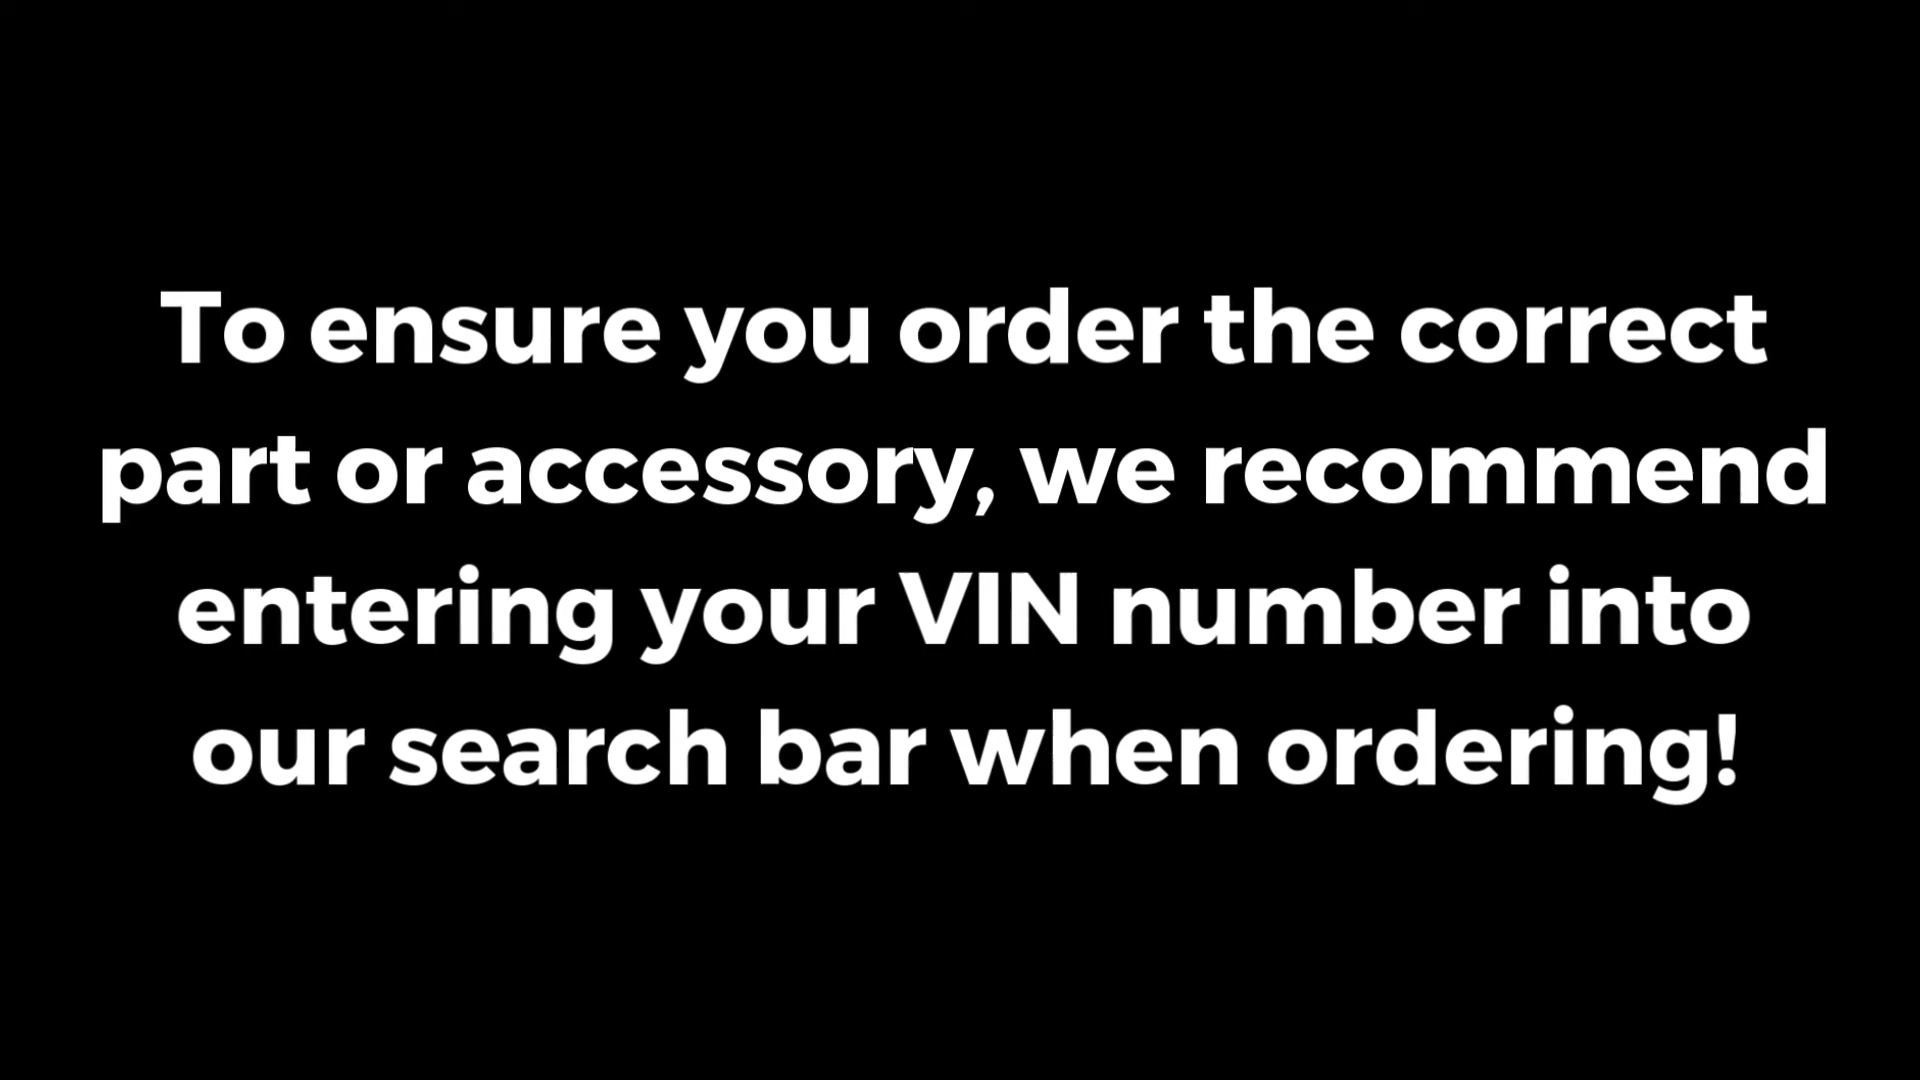 To ensure you order the correct
part or accessory, we recommend
entering your VIN number into
our search bar when ordering!